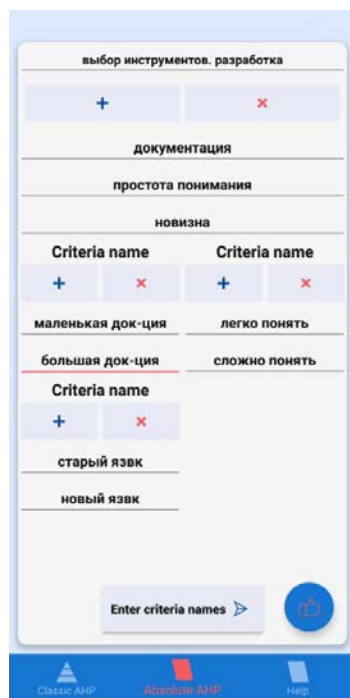 выбор инструментов. разработка
+ ×
документация
простота понимания
новизна
Criteria name Criteria name
+ × + ×
маленькая док-ция легко понять
большая док-ция сложно понять
Criteria name
+ ×
старый язвк
новый язвк
Enter criteria names
Classic AHP Absolute AHP Help